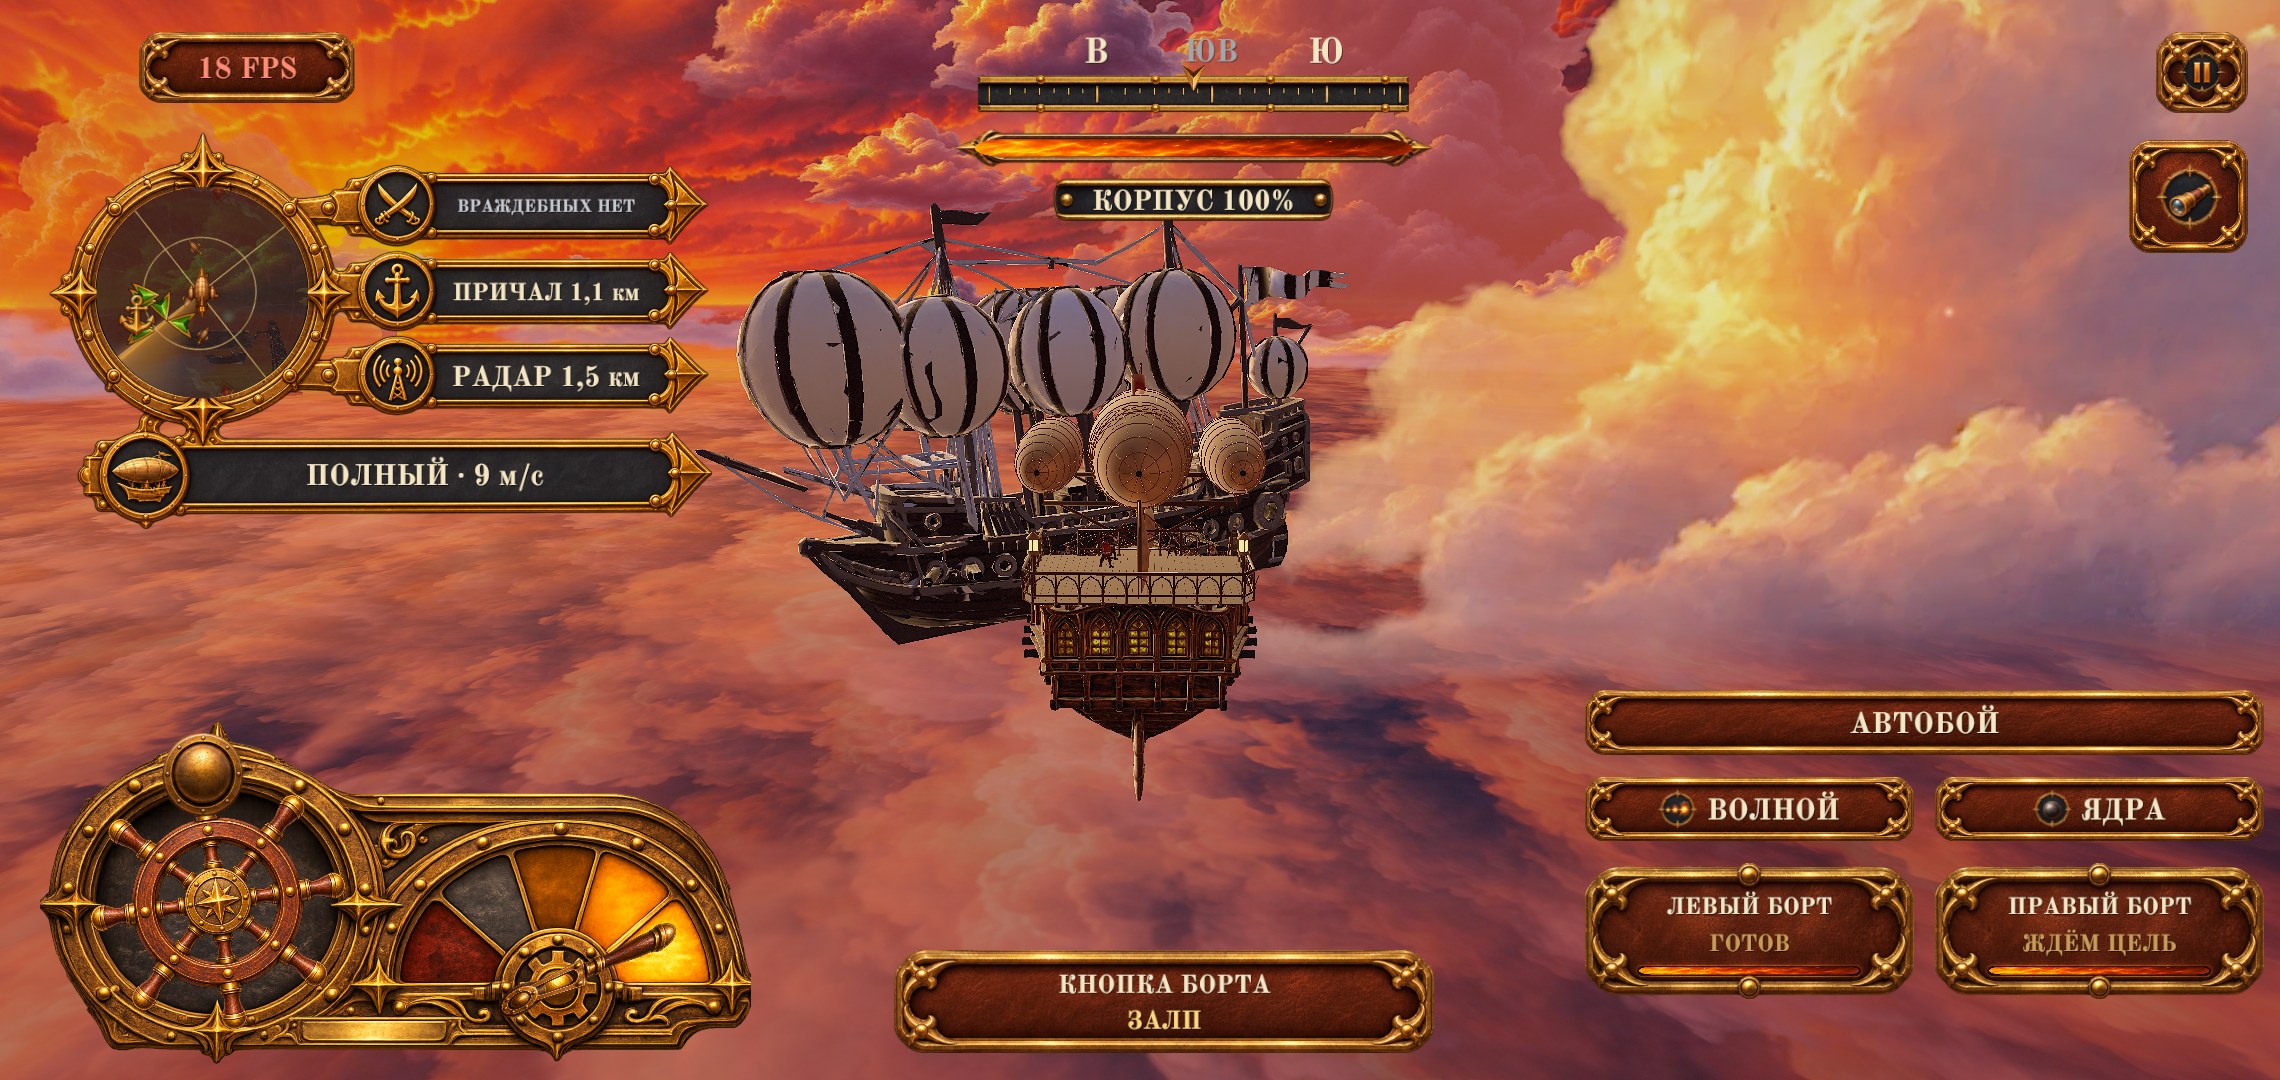 18 FPS
В ЮВ Ю
КОРПУС 100%
ВРАЖДЕБНЫХ НЕТ
ПРИЧАЛ 1,1 км
РАДАР 1,5 км
ПОЛНЫЙ · 9 м/с
АВТОБОЙ
ВОЛНОЙ
ЯДРА
ЛЕВЫЙ БОРТ
ГОТОВ
ПРАВЫЙ БОРТ
ЖДЁМ ЦЕЛЬ
КНОПКА БОРТА
ЗАЛП